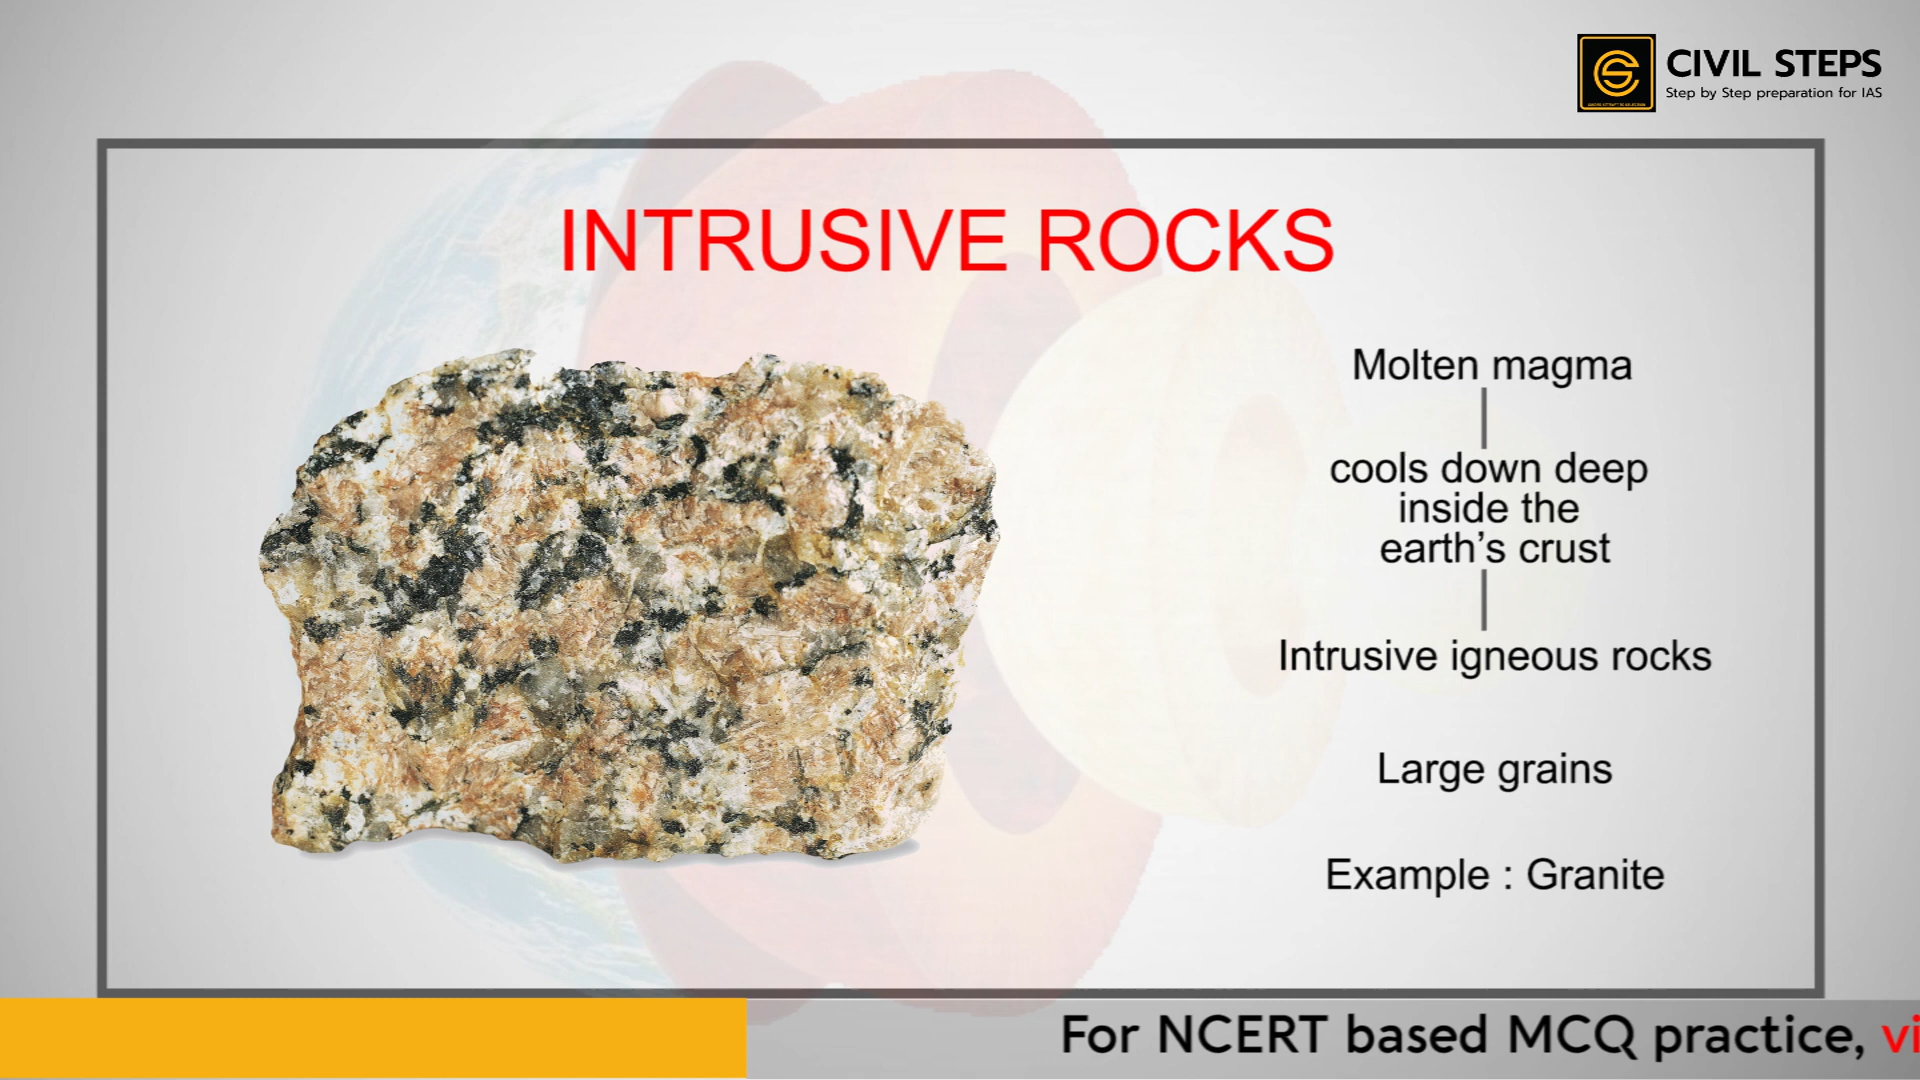 CIVIL STEPS
Step by Step preparation for IAS
INTRUSIVE ROCKS
Molten magma
cools down deep
inside the
earth’s crust
Intrusive igneous rocks
Large grains
Example : Granite
For NCERT based MCQ practice,